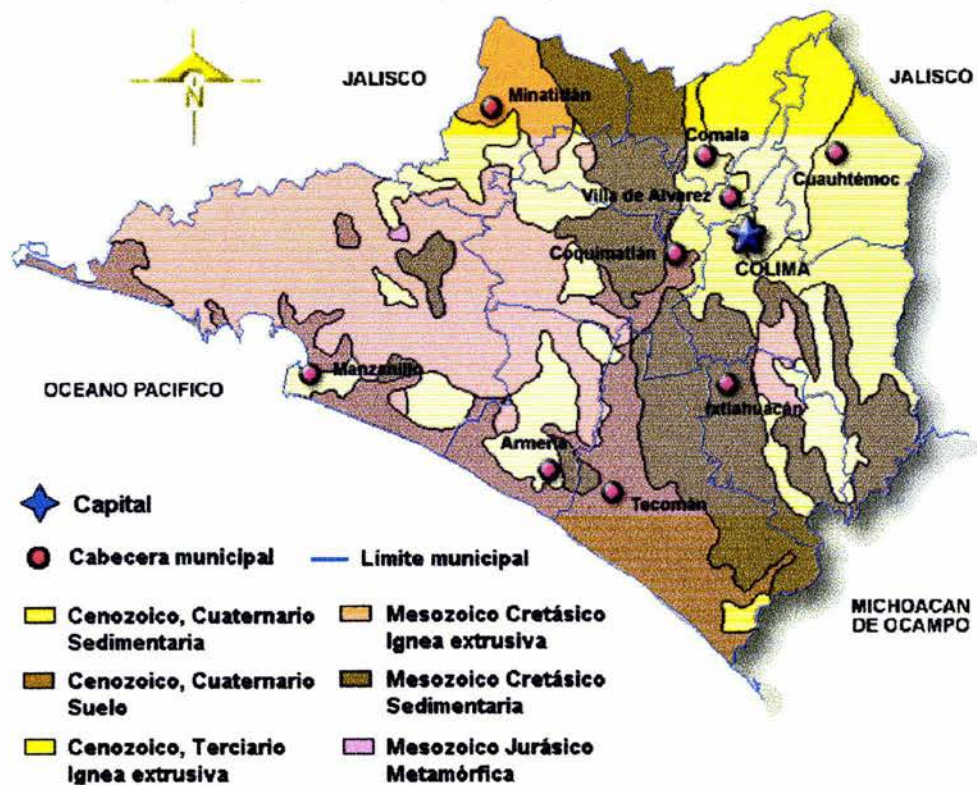 N
JALISCO
JALISCO
Minatitlán
Comala
Cuauhtémoc
Villa de Alvarez
Coquimatlán
COLIMA
OCEANO PACIFICO
Manzanillo
Ixtlahuacán
Armería
Tecomán
MICHOACAN
DE OCAMPO
Capital
Cabecera municipal
Límite municipal
Cenozoico, Cuaternario
Sedimentaria
Mesozoico Cretásico
Ignea extrusiva
Cenozoico, Cuaternario
Suelo
Mesozoico Cretásico
Sedimentaria
Cenozoico, Terciario
Ignea extrusiva
Mesozoico Jurásico
Metamórfica